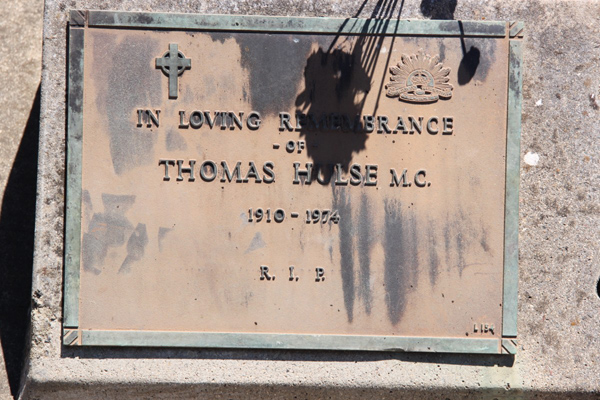 IN LOVING REMEMBRANCE
- OF -
THOMAS HULSE M.C.
1910 - 1974
R. I. P.